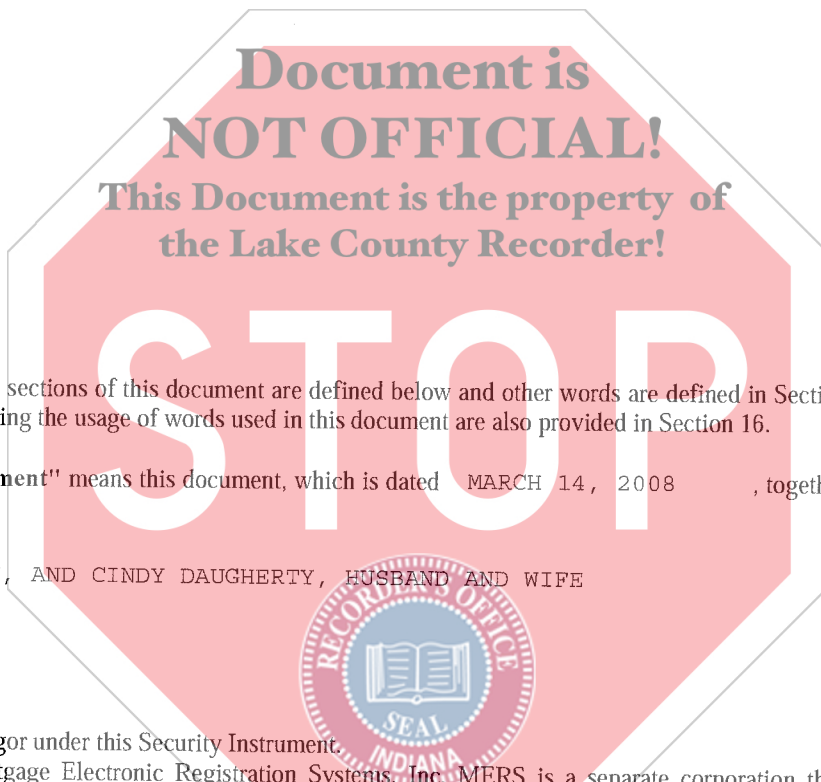 Document is
NOT OFFICIAL!
This Document is the property of
the Lake County Recorder!
STOP
sections of this document are defined below and other words are defined in Secti
ing the usage of words used in this document are also provided in Section 16.
ment" means this document, which is dated MARCH 14, 2008 , togeth
, AND CINDY DAUGHERTY, HUSBAND AND WIFE
RECORDER'S OFFICE
SEAL
INDIANA
gor under this Security Instrument.
tgage Electronic Registration Systems, Inc. MERS is a separate corporation th